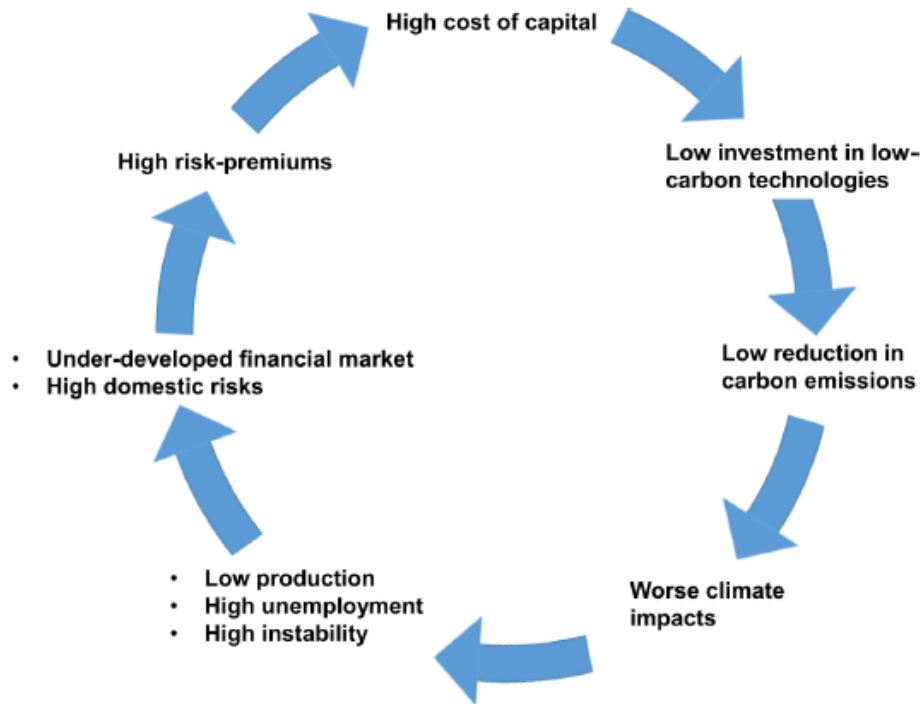 High cost of capital
Low investment in low-
carbon technologies
Low reduction in
carbon emissions
Worse climate
impacts
• Low production
• High unemployment
• High instability
• Under-developed financial market
• High domestic risks
High risk-premiums